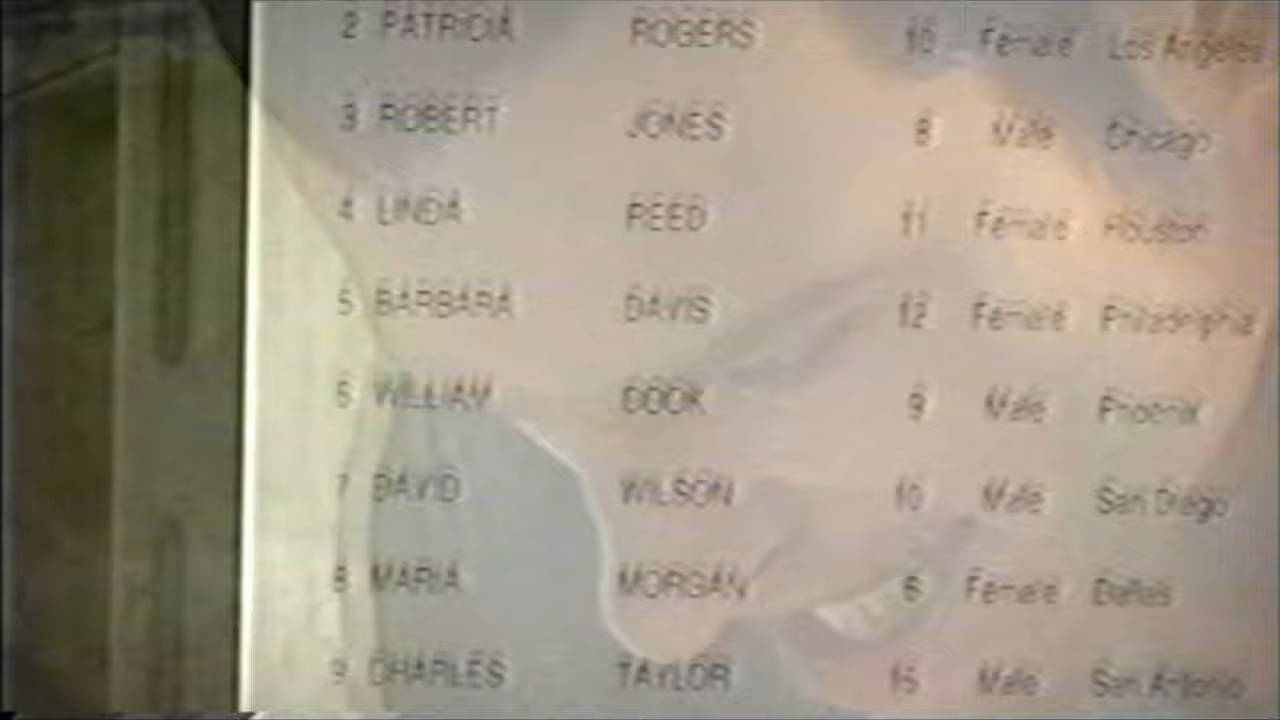 2 PATRICIA ROGERS 10 Female Los Angeles
3 ROBERT JONES 8 Male Chicago
4 LINDA REED 11 Female Houston
5 BARBARA DAVIS 12 Female Philadelphia
6 WILLIAM COOK 9 Male Phoenix
7 DAVID WILSON 10 Male San Diego
8 MARIA MORGAN 6 Female Dallas
9 CHARLES TAYLOR 15 Male San Antonio